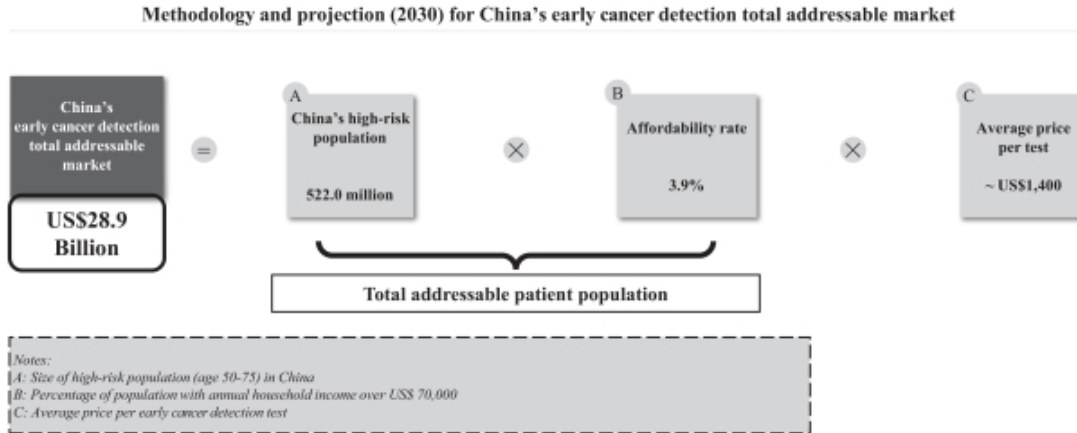 Methodology and projection (2030) for China's early cancer detection total addressable market
China's
early cancer detection
total addressable
market
US$28.9
Billion
=
A
China's high-risk
population
522.0 million
×
B
Affordability rate
3.9%
×
C
Average price
per test
~ US$1,400
Total addressable patient population
Notes:
A: Size of high-risk population (age 50-75) in China
B: Percentage of population with annual household income over US$ 70,000
C: Average price per early cancer detection test